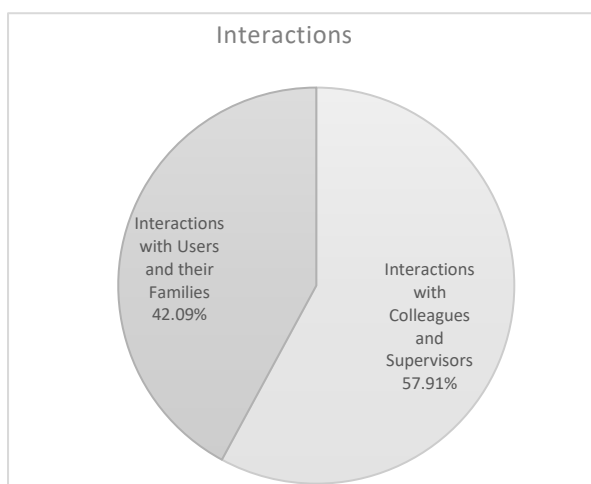 Interactions
Interactions
with Users
and their
Families
42.09%
Interactions
with
Colleagues
and
Supervisors
57.91%